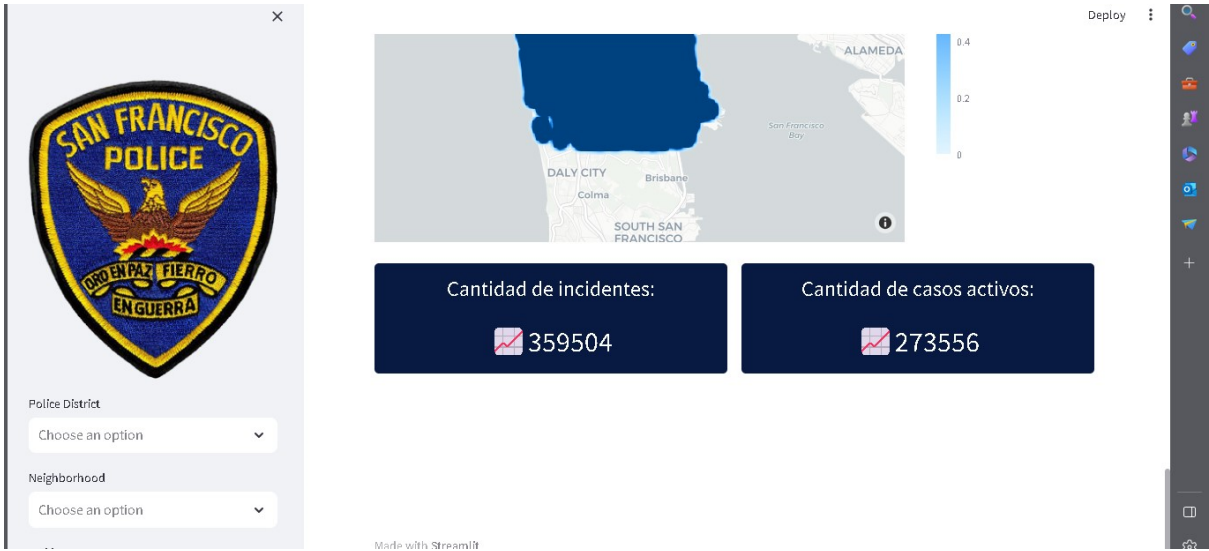 Deploy
SAN FRANCISCO
POLICE
ORO EN PAZ FIERRO
EN GUERRA
Police District
Choose an option
Neighborhood
Choose an option
ALAMEDA
San Francisco
Bay
DALY CITY
Brisbane
Colma
SOUTH SAN
FRANCISCO
0.4
0.2
0
Cantidad de incidentes:
359504
Cantidad de casos activos:
273556
Made with Streamlit